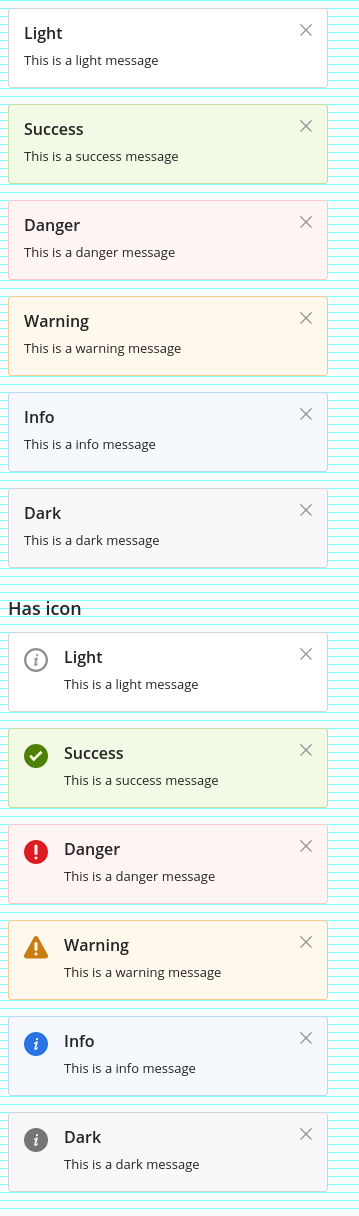 Light
This is a light message
Success
This is a success message
Danger
This is a danger message
Warning
This is a warning message
Info
This is a info message
Dark
This is a dark message
Has icon
Light
This is a light message
Success
This is a success message
Danger
This is a danger message
Warning
This is a warning message
Info
This is a info message
Dark
This is a dark message